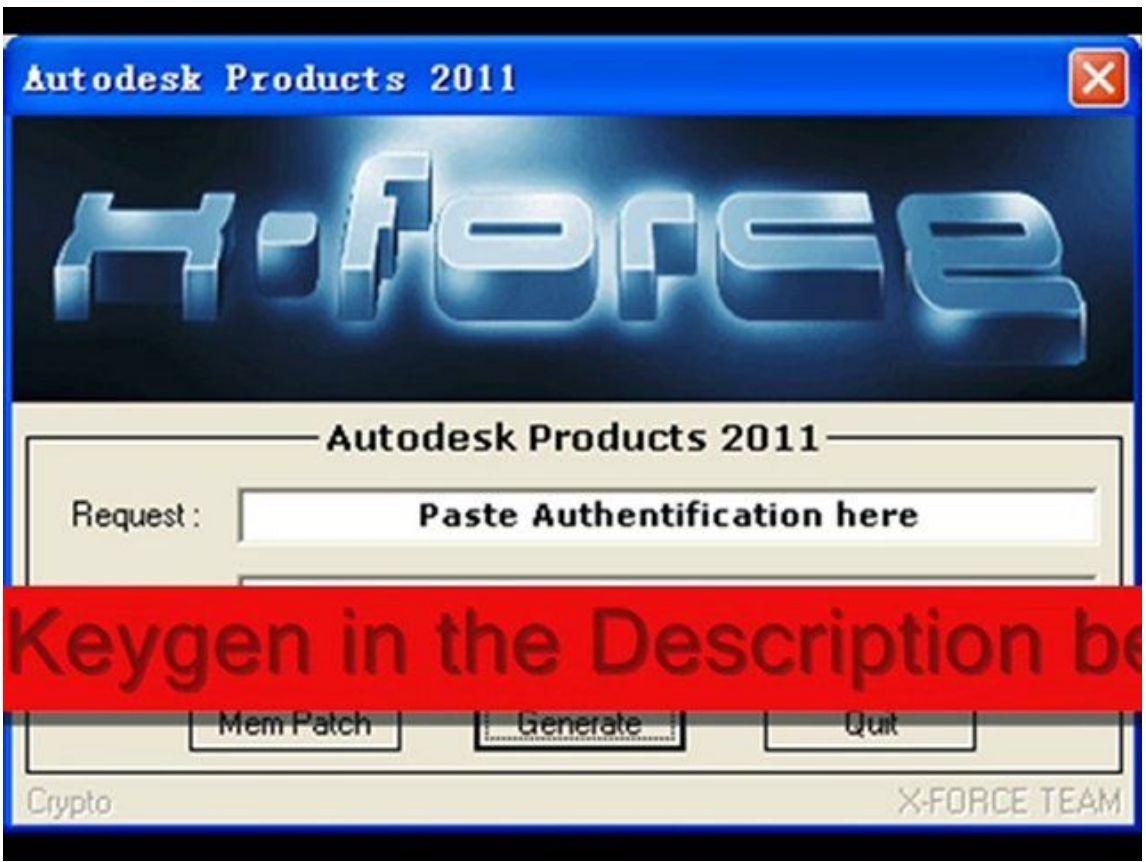 Autodesk Products 2011
X-force
Autodesk Products 2011
Request :
Paste Authentification here
Keygen in the Description be
Mem Patch
Generate
Quit
Crypto
X-FORCE TEAM